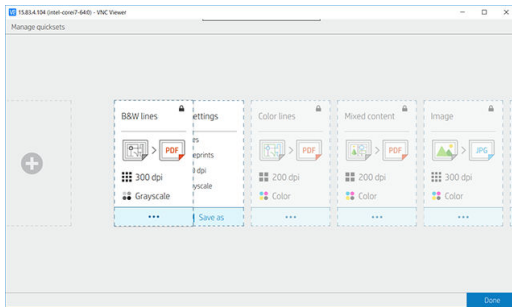 15.83.4.104 (intel-corei7-64l0) - VNC Viewer
Manage quicksets
B&W lines
PDF
300 dpi
Grayscale
ettings
eprints
dpi
yscale
Save as
Color lines
PDF
200 dpi
Color
Mixed content
PDF
200 dpi
Color
Image
JPG
300 dpi
Color
Done